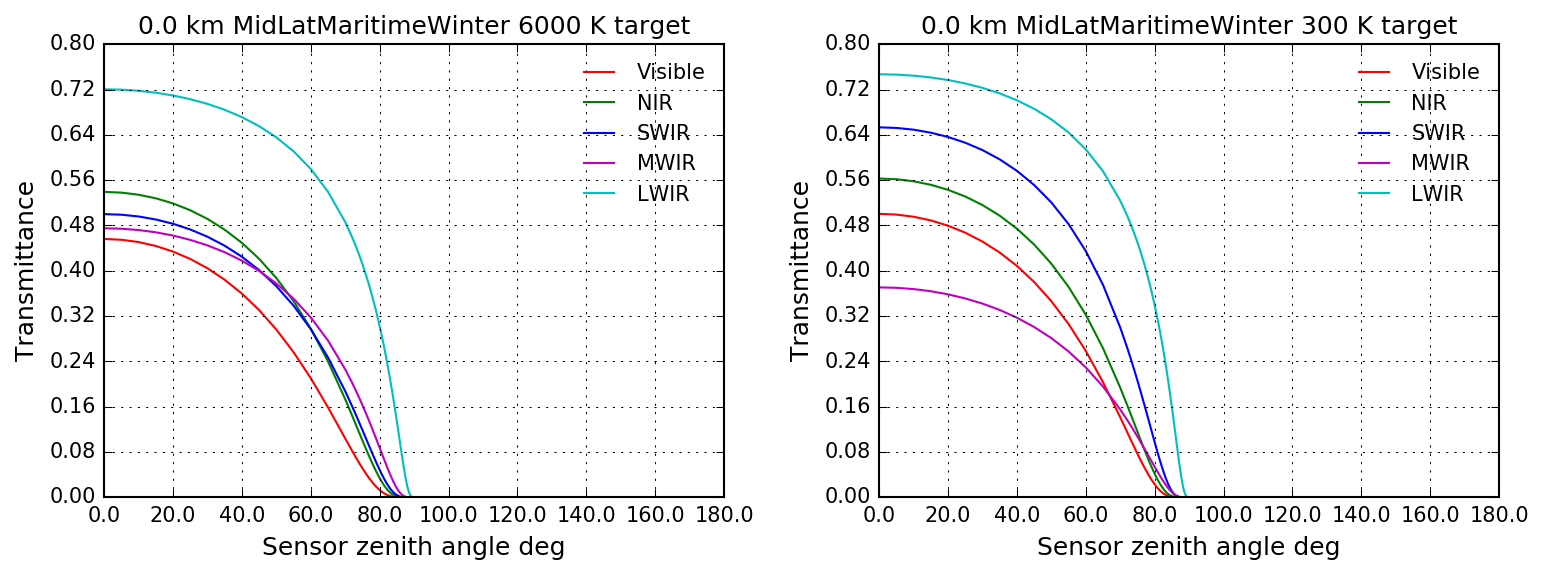 0.0 km MidLatMaritimeWinter 6000 K target
0.80
0.72
0.64
0.56
0.48
0.40
0.32
0.24
0.16
0.08
0.00
Transmittance
Visible
NIR
SWIR
MWIR
LWIR
0.0 20.0 40.0 60.0 80.0 100.0 120.0 140.0 160.0 180.0
Sensor zenith angle deg
0.0 km MidLatMaritimeWinter 300 K target
0.80
0.72
0.64
0.56
0.48
0.40
0.32
0.24
0.16
0.08
0.00
Transmittance
Visible
NIR
SWIR
MWIR
LWIR
0.0 20.0 40.0 60.0 80.0 100.0 120.0 140.0 160.0 180.0
Sensor zenith angle deg